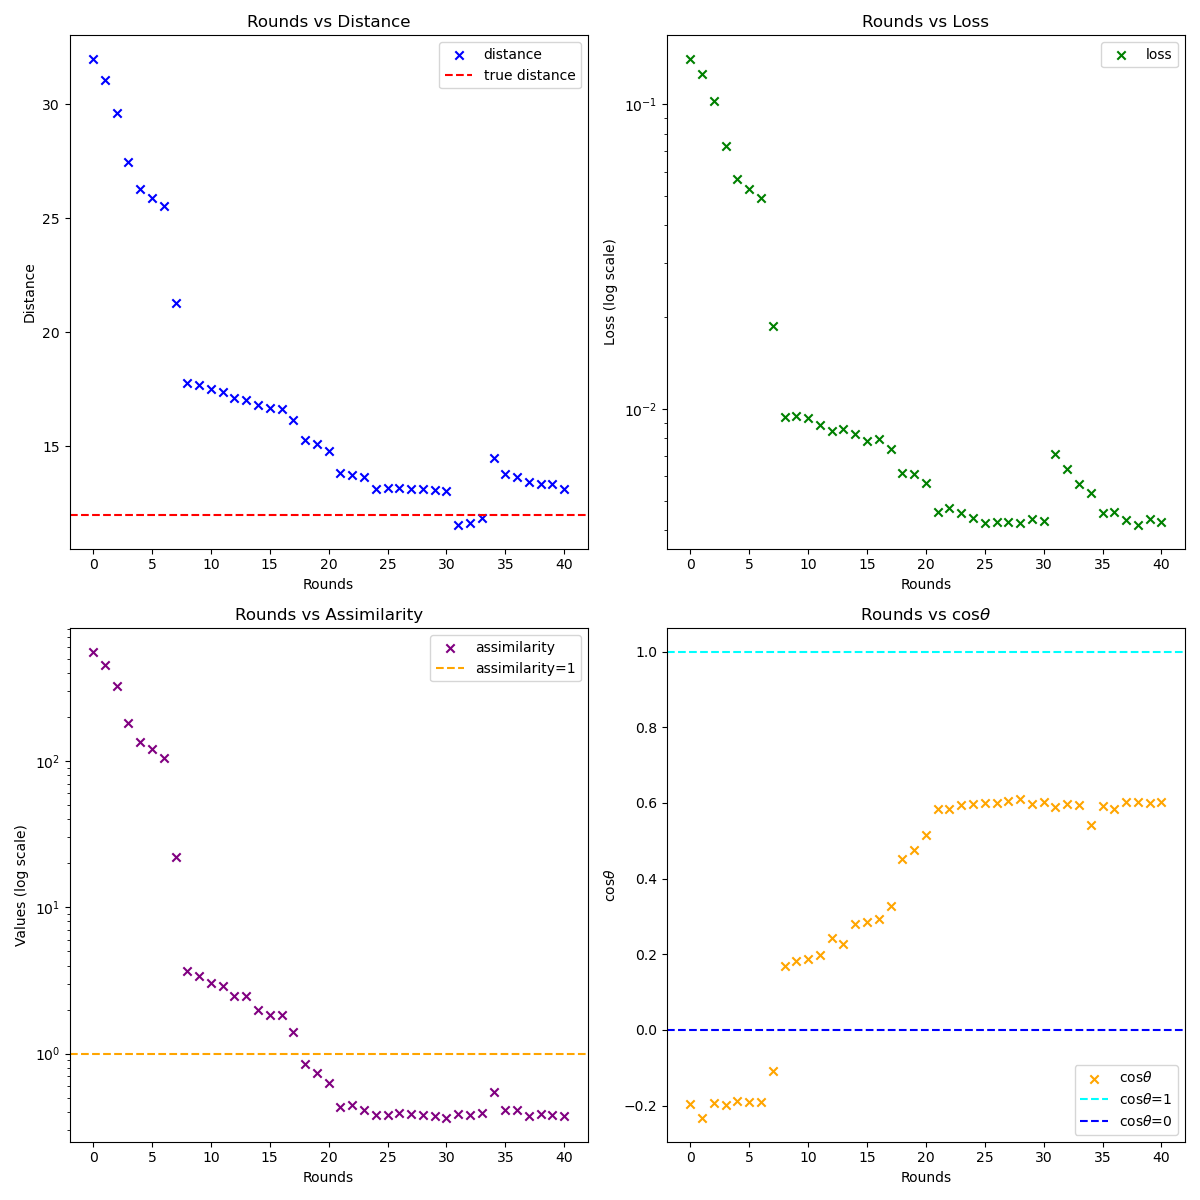 Rounds vs Distance
distance
true distance
30
25
20
15
Distance
0 5 10 15 20 25 30 35 40
Rounds
Rounds vs Loss
loss
10⁻¹
10⁻²
Loss (log scale)
0 5 10 15 20 25 30 35 40
Rounds
Rounds vs Assimilarity
assimilarity
assimilarity=1
10²
10¹
10⁰
Values (log scale)
0 5 10 15 20 25 30 35 40
Rounds
Rounds vs cosθ
1.0
0.8
0.6
0.4
0.2
0.0
−0.2
cosθ
cosθ
cosθ=1
cosθ=0
0 5 10 15 20 25 30 35 40
Rounds